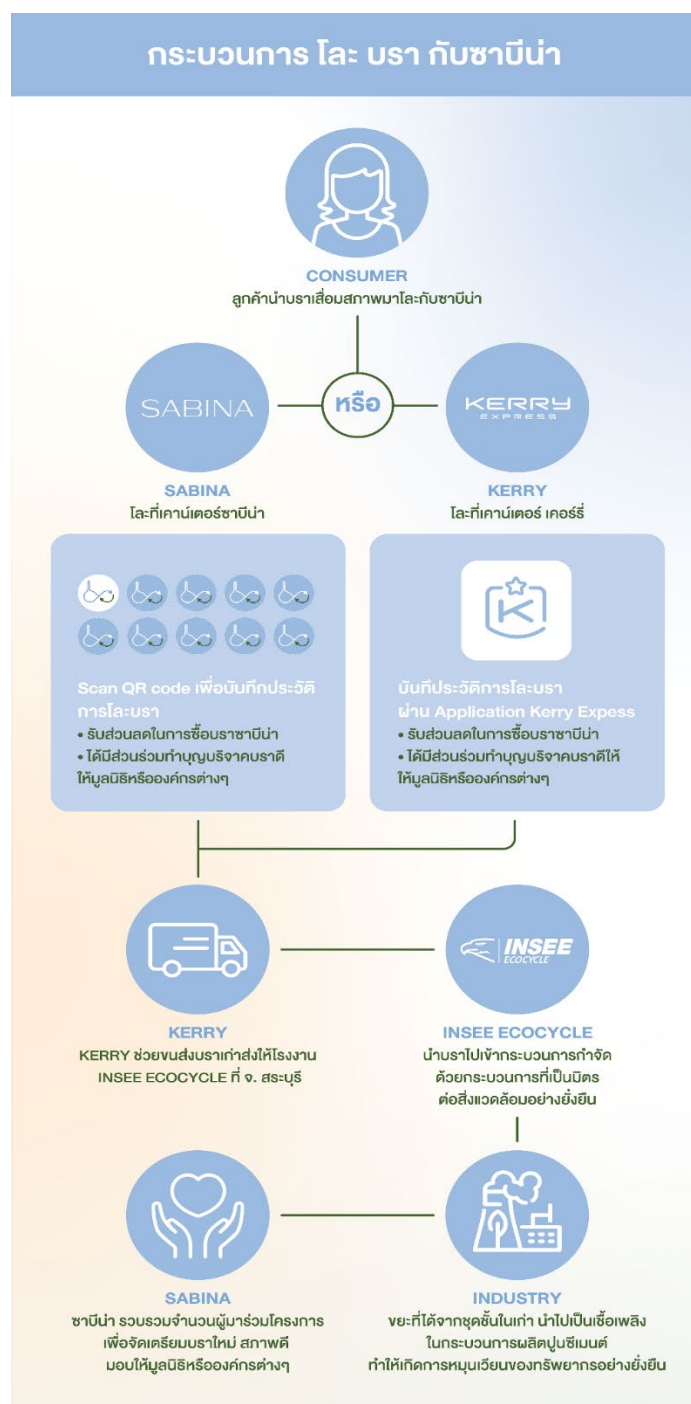 กระบวนการ โละ บรา กับซาบีน่า
CONSUMER
ลูกค้านำบราเสื่อมสภาพมาโละกับซาบีน่า
SABINA
หรือ
KERRY
EXPRESS
SABINA
โละที่เคาน์เตอร์ซาบีน่า
KERRY
โละที่เคาน์เตอร์ เคอร์รี่
Scan QR code เพื่อบันทึกประวัติ
การโละบรา
• รับส่วนลดในการซื้อบราซาบีน่า
• ได้มีส่วนร่วมทำบุญบริจาคบราดี
ให้มูลนิธิหรือองค์กรต่างๆ
บันทึประวัติการโละบรา
ผ่าน Application Kerry Expess
• รับส่วนลดในการซื้อบราซาบีน่า
• ได้มีส่วนร่วมทำบุญบริจาคบราดีให้
ให้มูลนิธิหรือองค์กรต่างๆ
KERRY
KERRY ช่วยขนส่งบราเก่าส่งให้โรงงาน
INSEE ECOCYCLE ที่ จ. สระบุรี
INSEE
ECOCYCLE
INSEE ECOCYCLE
นำบราไปเข้ากระบวนการกำจัด
ด้วยกระบวนการที่เป็นมิตร
ต่อสิ่งแวดล้อมอย่างยั่งยืน
SABINA
ซาบีน่า รวบรวมจำนวนผู้มาร่วมโครงการ
เพื่อจัดเตรียมบราใหม่ สภาพดี
มอบให้มูลนิธิหรือองค์กรต่างๆ
INDUSTRY
ขยะที่ได้จากชุดชั้นในเก่า นำไปเป็นเชื้อเพลิง
ในกระบวนการผลิตปูนซีเมนต์
ทำให้เกิดการหมุนเวียนของทรัพยากรอย่างยั่งยืน